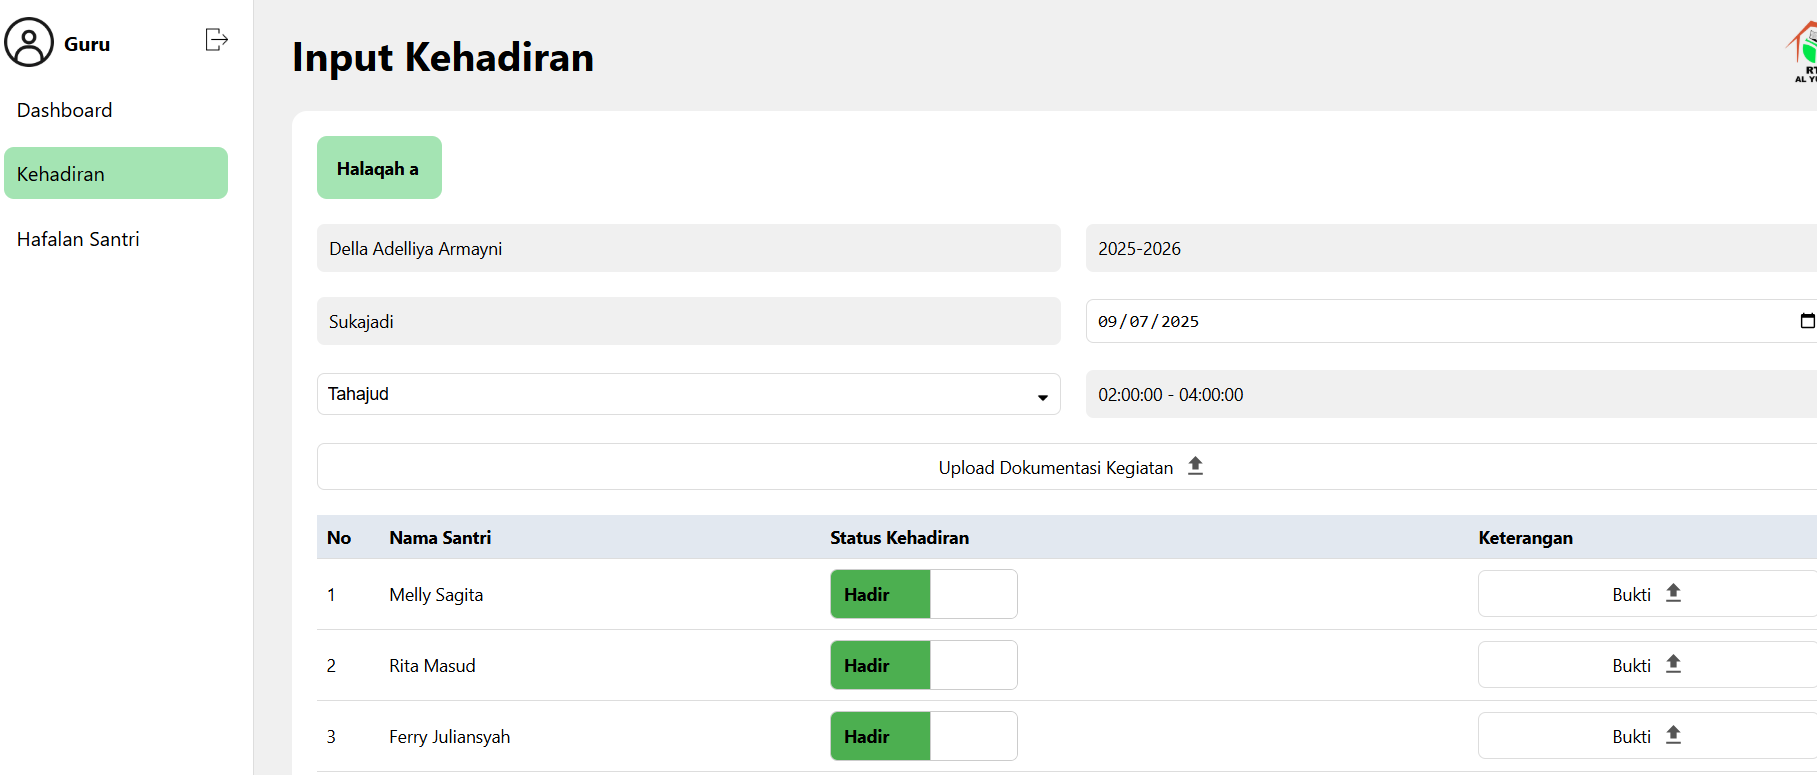 Guru
Dashboard
Kehadiran
Hafalan Santri
Input Kehadiran
Halaqah a
Della Adelliya Armayni
2025-2026
Sukajadi
09/07/2025
Tahajud
02:00:00 - 04:00:00
Upload Dokumentasi Kegiatan
No Nama Santri Status Kehadiran Keterangan
1 Melly Sagita Hadir Bukti
2 Rita Masud Hadir Bukti
3 Ferry Juliansyah Hadir Bukti